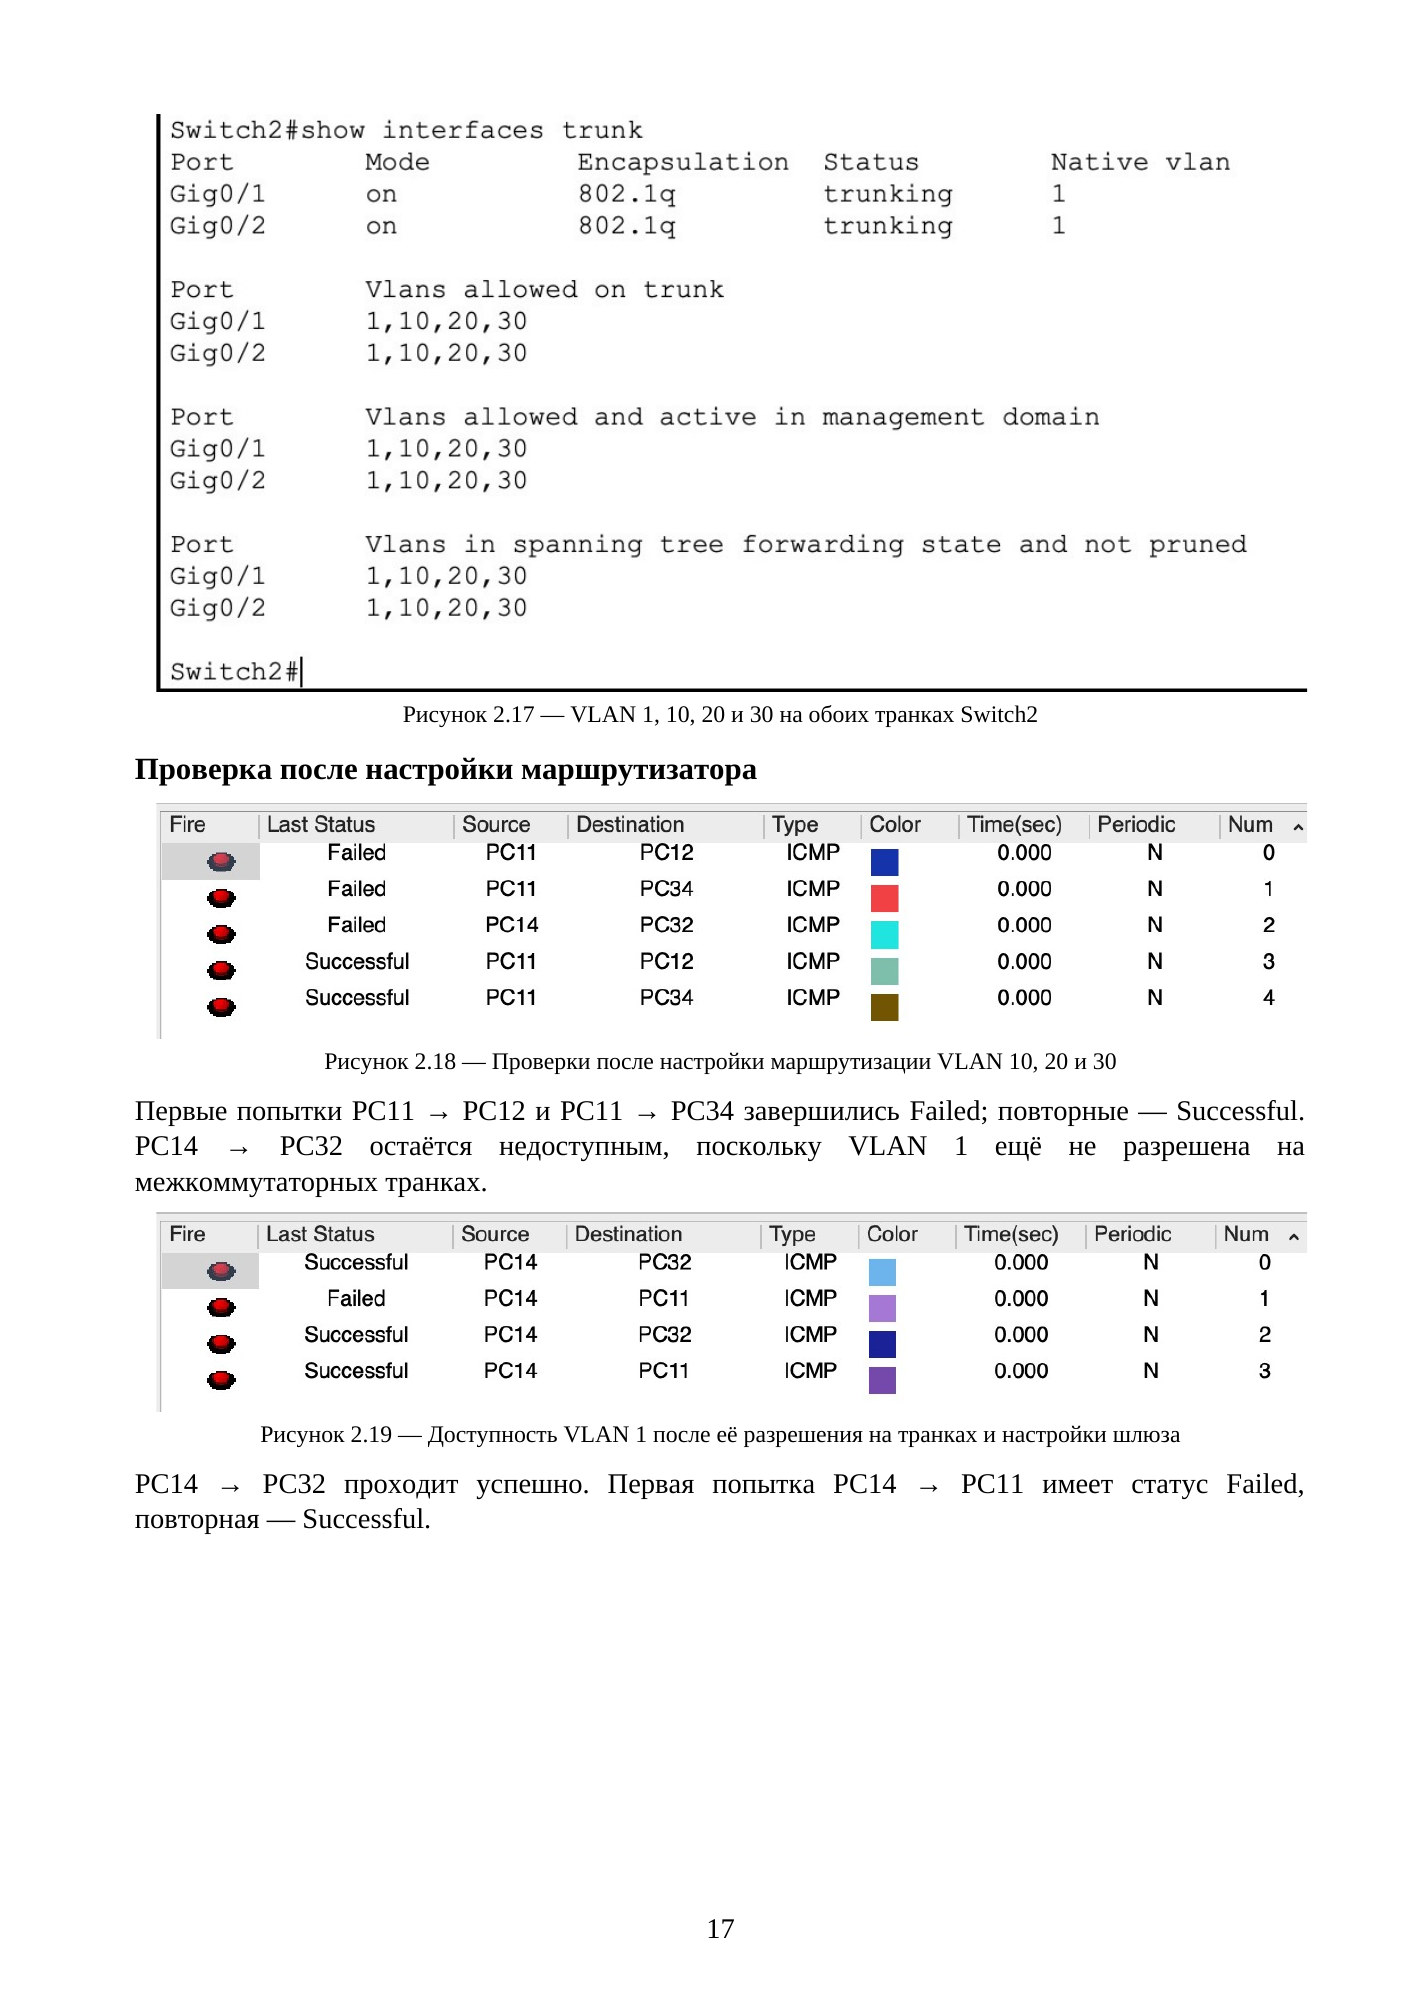 Switch2#show interfaces trunk
Port Mode Encapsulation Status Native vlan
Gig0/1 on 802.1q trunking 1
Gig0/2 on 802.1q trunking 1
Port Vlans allowed on trunk
Gig0/1 1,10,20,30
Gig0/2 1,10,20,30
Port Vlans allowed and active in management domain
Gig0/1 1,10,20,30
Gig0/2 1,10,20,30
Port Vlans in spanning tree forwarding state and not pruned
Gig0/1 1,10,20,30
Gig0/2 1,10,20,30
Switch2#
Рисунок 2.17 — VLAN 1, 10, 20 и 30 на обоих транках Switch2
Проверка после настройки маршрутизатора
Fire Last Status Source Destination Type Color Time(sec) Periodic Num
Failed PC11 PC12 ICMP 0.000 N 0
Failed PC11 PC34 ICMP 0.000 N 1
Failed PC14 PC32 ICMP 0.000 N 2
Successful PC11 PC12 ICMP 0.000 N 3
Successful PC11 PC34 ICMP 0.000 N 4
Рисунок 2.18 — Проверки после настройки маршрутизации VLAN 10, 20 и 30
Первые попытки PC11 → PC12 и PC11 → PC34 завершились Failed; повторные — Successful.
PC14 → PC32 остаётся недоступным, поскольку VLAN 1 ещё не разрешена на
межкоммутаторных транках.
Fire Last Status Source Destination Type Color Time(sec) Periodic Num
Successful PC14 PC32 ICMP 0.000 N 0
Failed PC14 PC11 ICMP 0.000 N 1
Successful PC14 PC32 ICMP 0.000 N 2
Successful PC14 PC11 ICMP 0.000 N 3
Рисунок 2.19 — Доступность VLAN 1 после её разрешения на транках и настройки шлюза
PC14 → PC32 проходит успешно. Первая попытка PC14 → PC11 имеет статус Failed,
повторная — Successful.
17